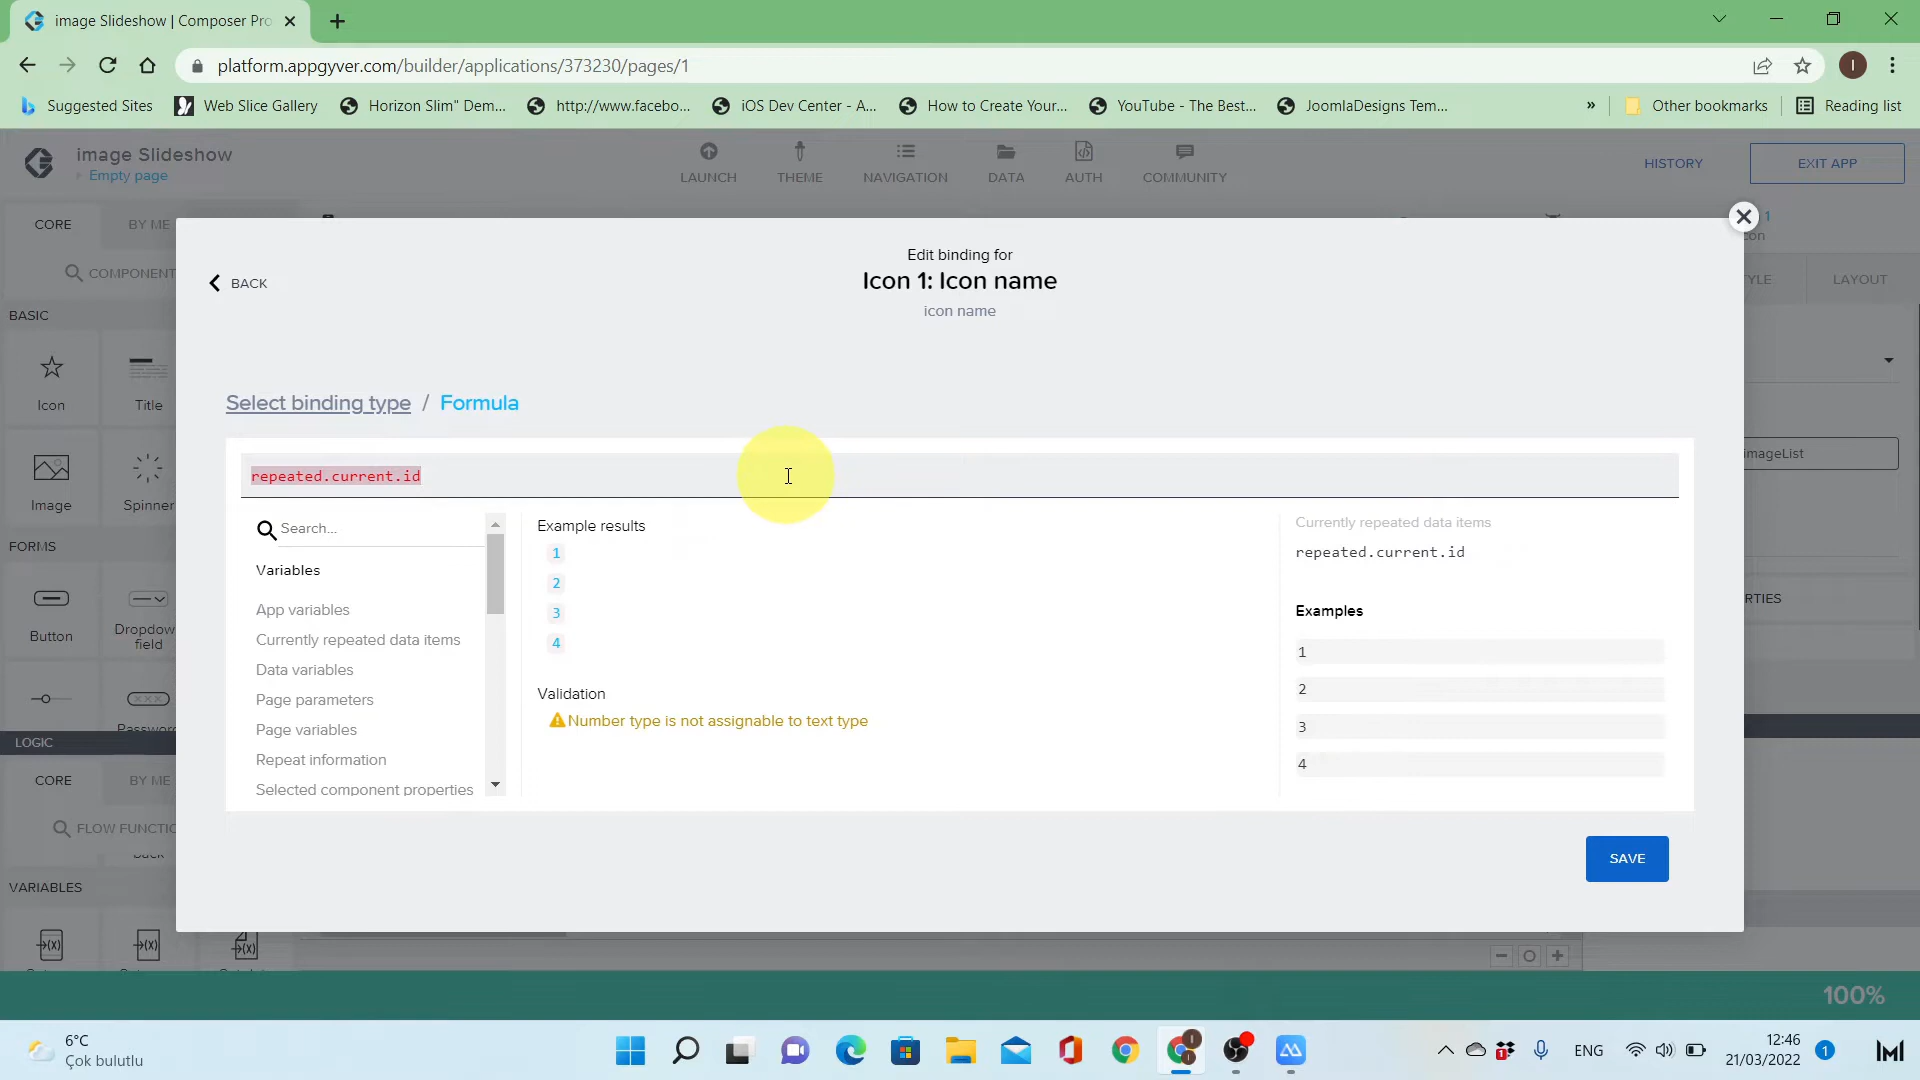 image Slideshow | Composer Pro
platform.appgyver.com/builder/applications/373230/pages/1
I
Suggested Sites
Web Slice Gallery
Horizon Slim" Dem...
http://www.facebo...
iOS Dev Center - A...
How to Create Your...
YouTube - The Best...
JoomlaDesigns Tem...
»
Other bookmarks
Reading list
image Slideshow
Empty page
LAUNCH
THEME
NAVIGATION
DATA
AUTH
COMMUNITY
HISTORY
EXIT APP
CORE
BY ME
COMPONENT
BASIC
Icon
Title
Image
Spinner
FORMS
Button
Dropdow
field
LOGIC
CORE
BY ME
FLOW FUNCTIO
VARIABLES
BACK
Edit binding for
Icon 1: Icon name
icon name
Select binding type / Formula
repeated.current.id
Search...
Variables
App variables
Currently repeated data items
Data variables
Page parameters
Page variables
Repeat information
Selected component properties
Example results
1
2
3
4
Validation
Number type is not assignable to text type
Currently repeated data items
repeated.current.id
Examples
1
2
3
4
SAVE
1
YLE
LAYOUT
imageList
RTIES
100%
6°C
Çok bulutlu
ENG
12:46
21/03/2022
1